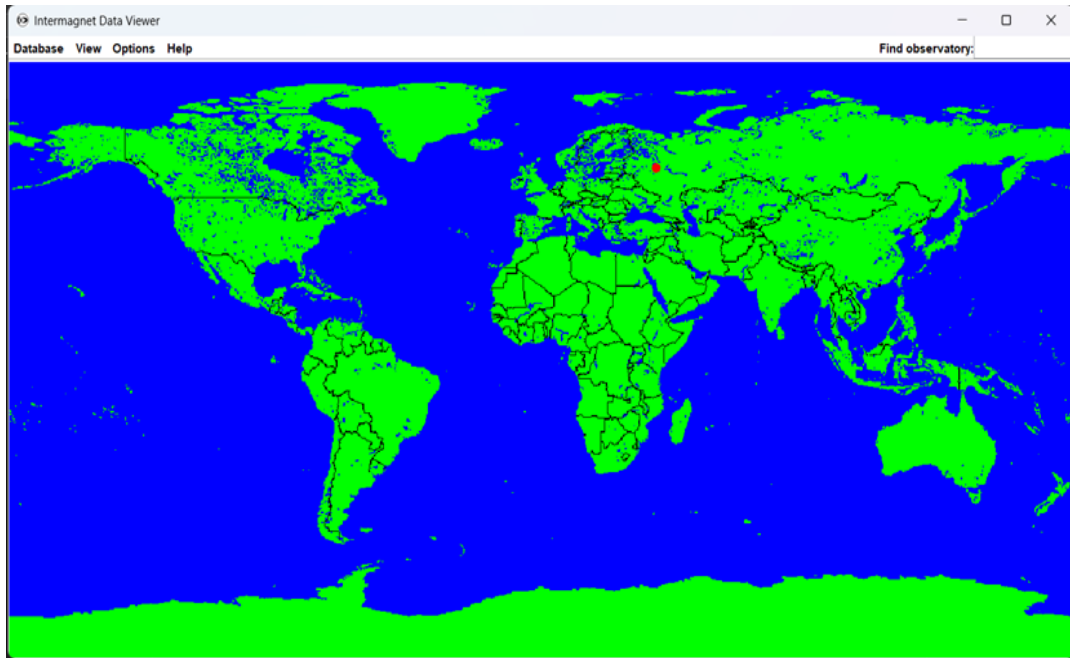 Intermagnet Data Viewer
Database View Options Help Find observatory: